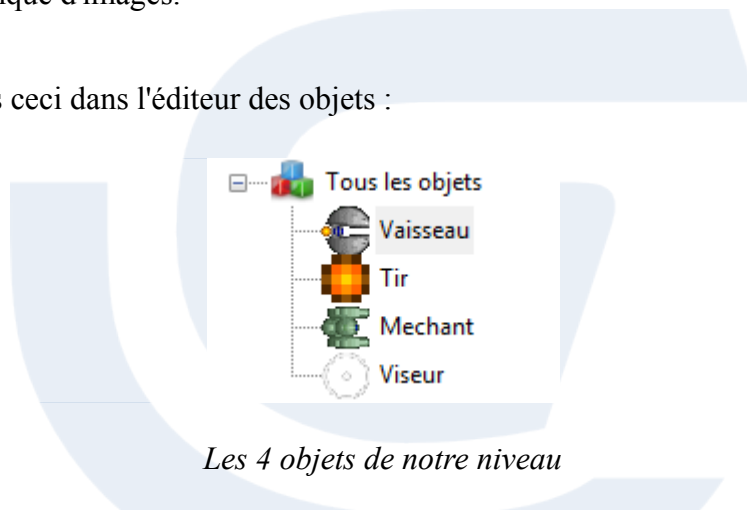 ique d'images.
s ceci dans l'éditeur des objets :
Tous les objets
Vaisseau
Tir
Mechant
Viseur
Les 4 objets de notre niveau